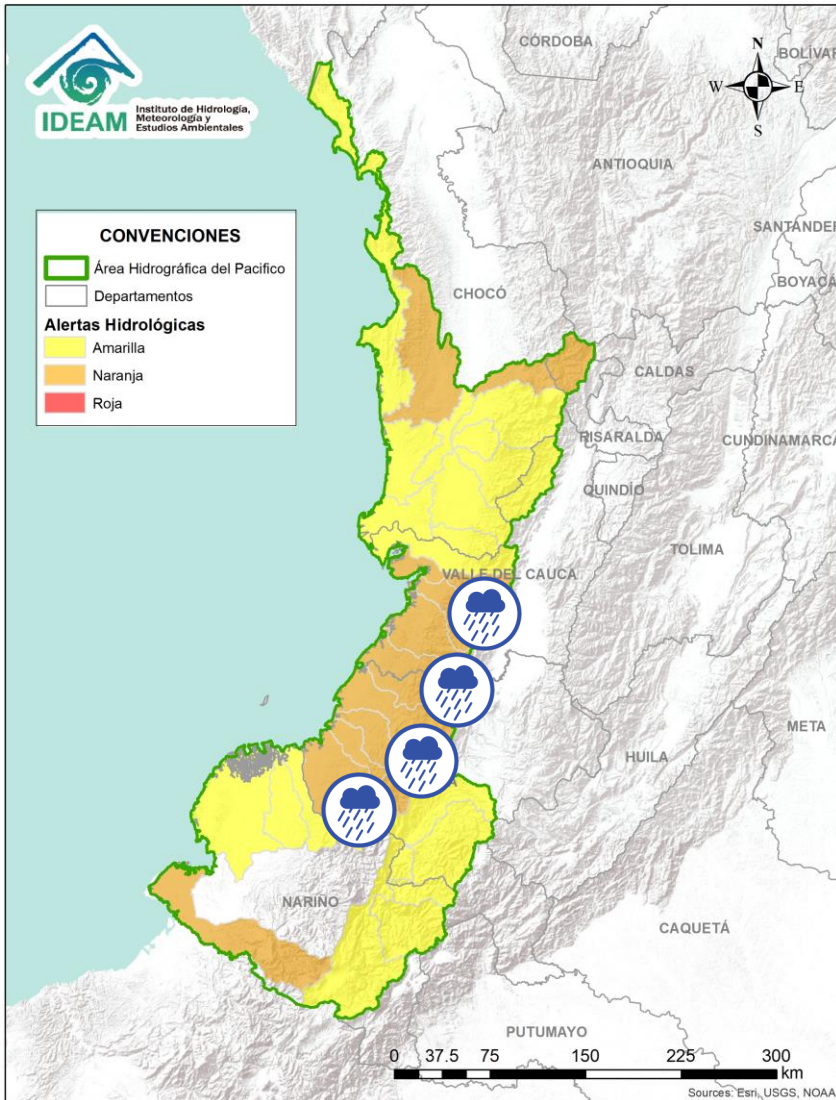 IDEAM
Instituto de Hidrología,
Meteorología y
Estudios Ambientales
CÓRDOBA
BOLÍVAR
N
W
E
S
ANTIOQUIA
SANTANDER
BOYACÁ
CONVENCIONES
Área Hidrográfica del Pacifico
Departamentos
Alertas Hidrológicas
Amarilla
Naranja
Roja
CHOCÓ
CALDAS
RISARALDA
CUNDINAMARCA
QUINDÍO
TOLIMA
VALLE DEL CAUCA
META
HUILA
NARIÑO
CAQUETÁ
PUTUMAYO
0 37.5 75 150 225 300
km
Sources: Esri, USGS, NOAA